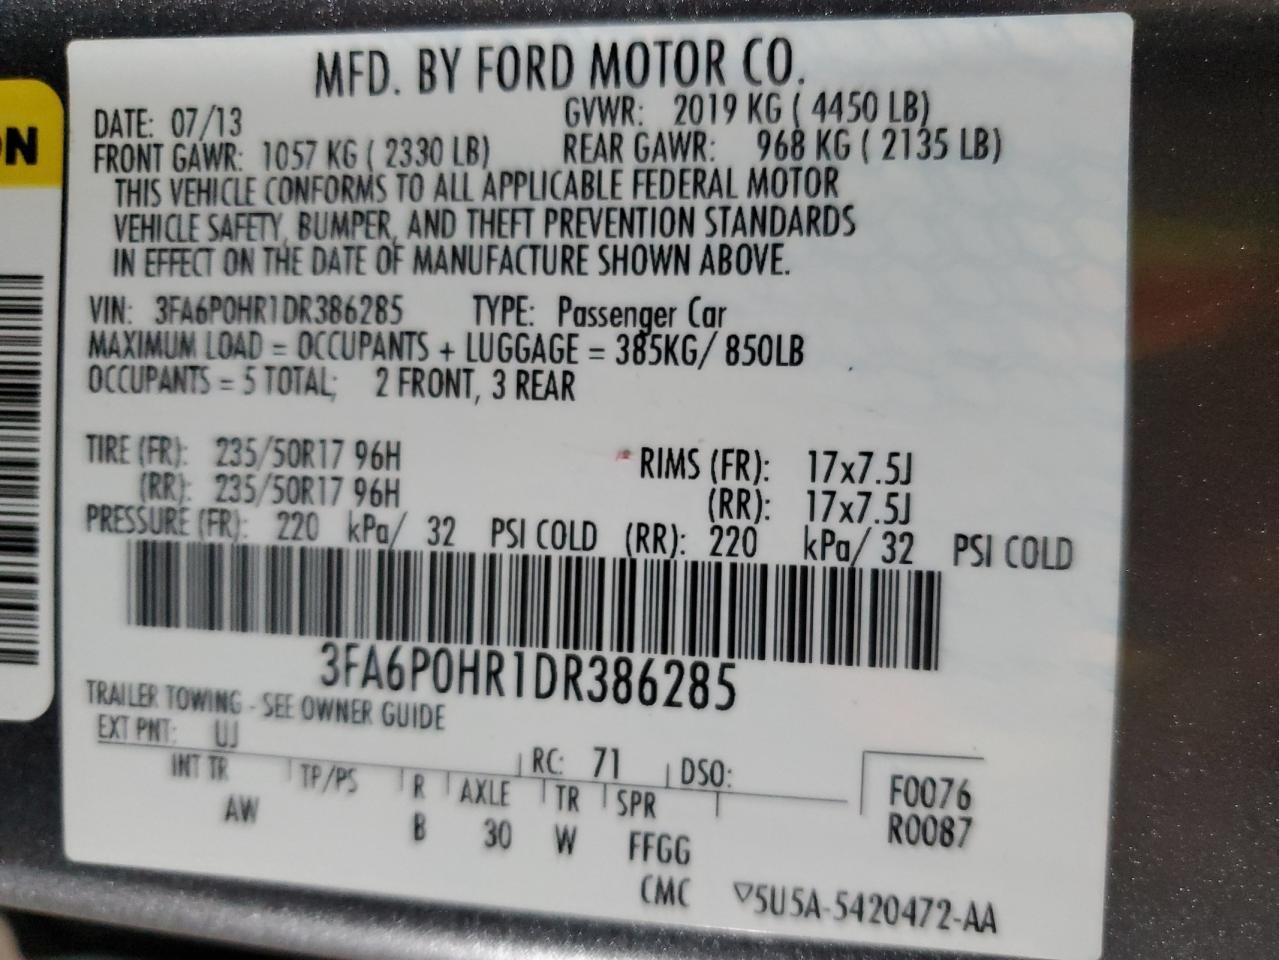 MFD. BY FORD MOTOR CO.
DATE: 07/13 GVWR: 2019 KG ( 4450 LB)
FRONT GAWR: 1057 KG ( 2330 LB) REAR GAWR: 968 KG ( 2135 LB)
THIS VEHICLE CONFORMS TO ALL APPLICABLE FEDERAL MOTOR
VEHICLE SAFETY, BUMPER, AND THEFT PREVENTION STANDARDS
IN EFFECT ON THE DATE OF MANUFACTURE SHOWN ABOVE.
VIN: 3FA6P0HR1DR386285 TYPE: Passenger Car
MAXIMUM LOAD = OCCUPANTS + LUGGAGE = 385KG/ 850LB
OCCUPANTS = 5 TOTAL; 2 FRONT, 3 REAR
TIRE (FR): 235/50R17 96H RIMS (FR): 17x7.5J
(RR): 235/50R17 96H (RR): 17x7.5J
PRESSURE (FR): 220 kPa/ 32 PSI COLD (RR): 220 kPa/ 32 PSI COLD
3FA6P0HR1DR386285
TRAILER TOWING - SEE OWNER GUIDE
EXT PNT: UJ RC: 71 DSO:
INT TR TP/PS R AXLE TR SPR F0076
AW B 30 W FFGG R0087
CMC ▽5U5A-5420472-AA
ON